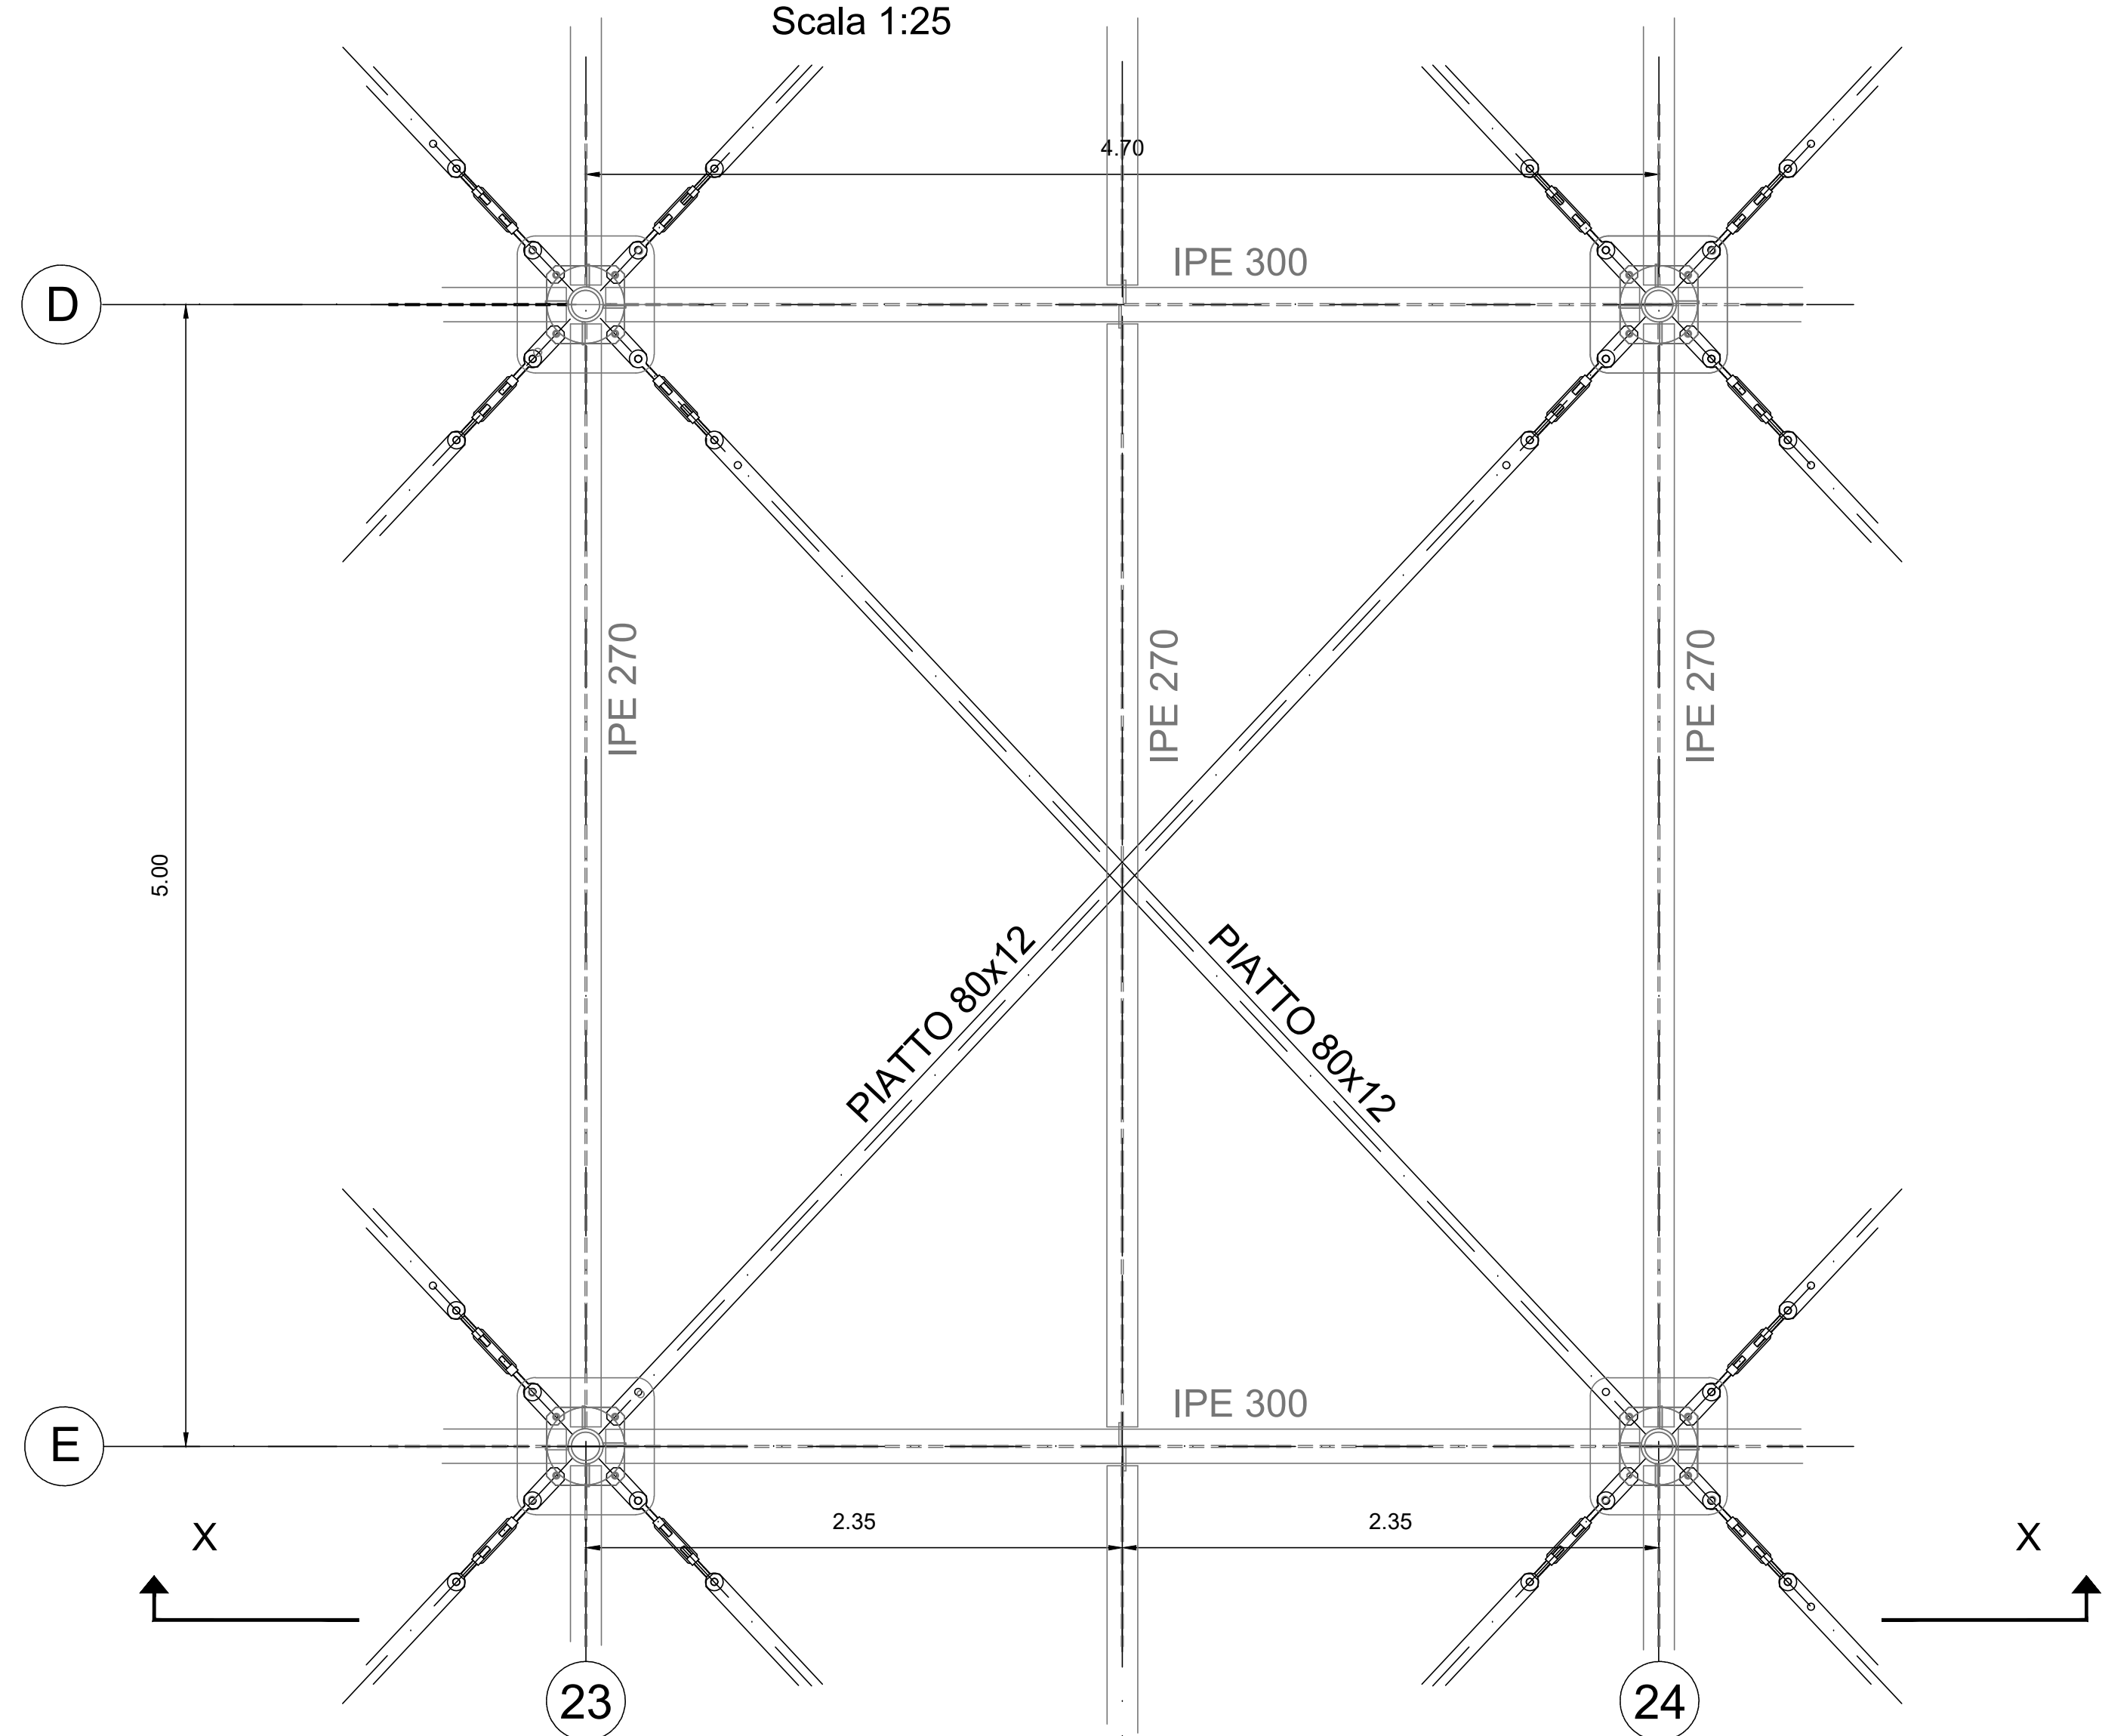 Scala 1:25
4.70
IPE 300
D
IPE 270
IPE 270
IPE 270
5.00
PIATTO 80x12
PIATTO 80x12
IPE 300
E
2.35
2.35
X
X
23
24